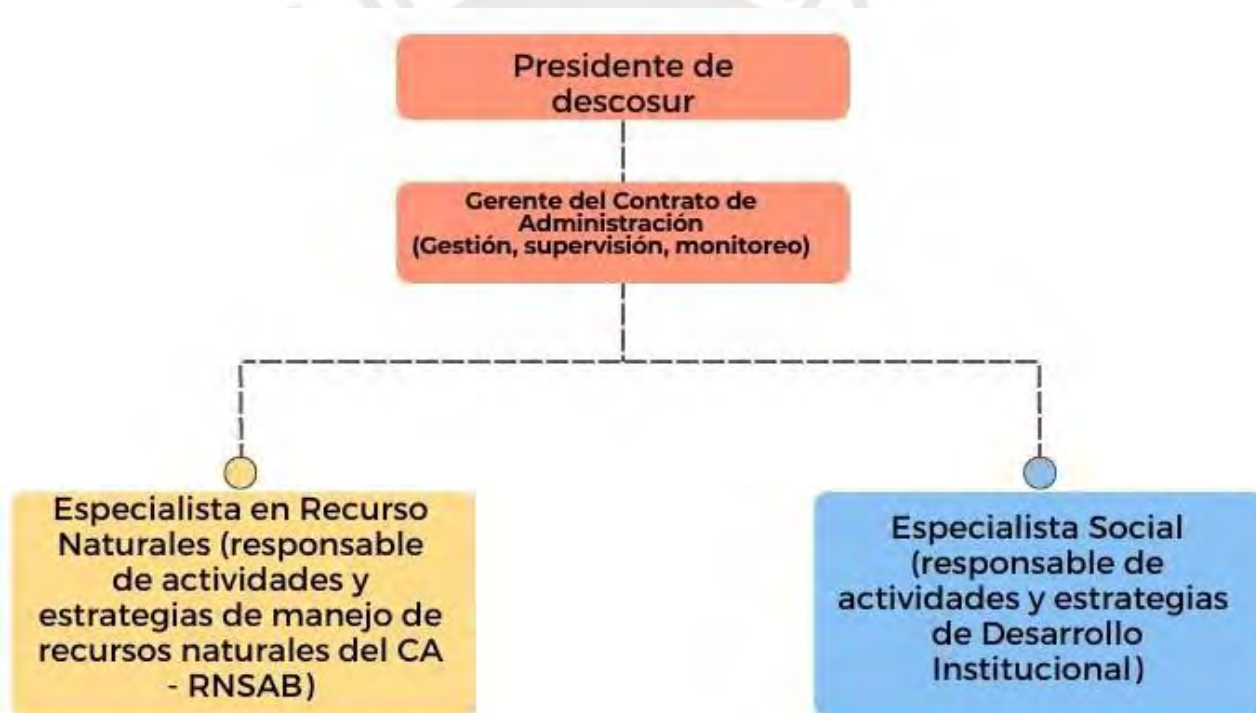 Presidente de
descosur
Gerente del Contrato de
Administración
(Gestión, supervisión, monitoreo)
Especialista en Recurso
Naturales (responsable
de actividades y
estrategias de manejo de
recursos naturales del CA
- RNSAB)
Especialista Social
(responsable de
actividades y estrategias
de Desarrollo
Institucional)